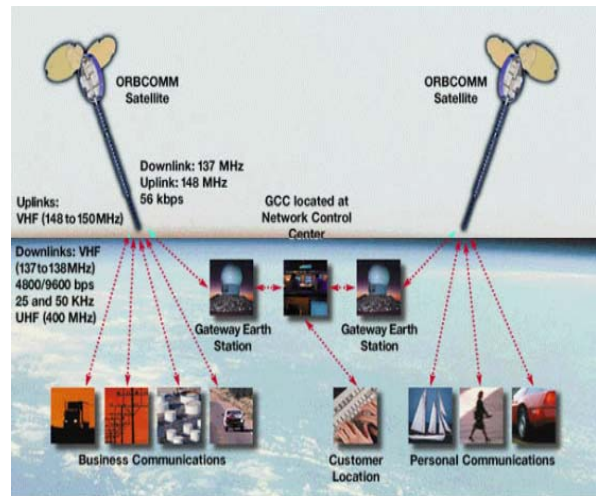 ORBCOMM
Satellite
ORBCOMM
Satellite
Downlink: 137 MHz
Uplink: 148 MHz
56 kbps
Uplinks:
VHF (148 to 150MHz)
GCC located at
Network Control
Center
Downlinks: VHF
(137to138MHz)
4800/9600 bps
25 and 50 KHz
UHF (400 MHz)
Gateway Earth
Station
Gateway Earth
Station
Business Communications
Customer
Location
Personal Communications